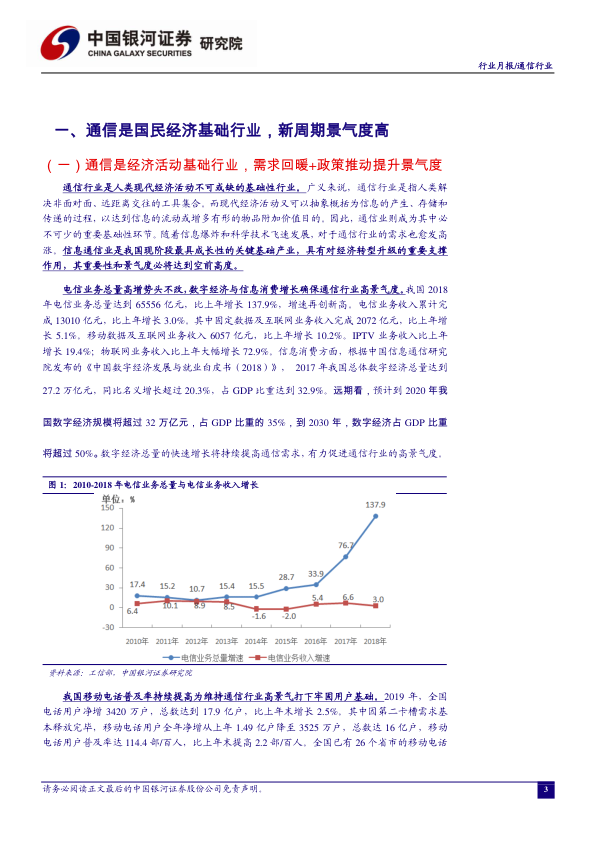 中国银河证券 研究院
CHINA GALAXY SECURITIES
行业月报/通信行业
一、通信是国民经济基础行业，新周期景气度高
（一）通信是经济活动基础行业，需求回暖+政策推动提升景气度
通信行业是人类现代经济活动不可或缺的基础性行业。广义来说，通信行业是指人类解
决非面对面、远距离交往的工具集合。而现代经济活动又可以抽象概括为信息的产生、存储和
传递的过程，以达到信息的流动或增多有形的物品附加价值目的。因此，通信业则成为其中必
不可少的重要基础性环节。随着信息爆炸和科学技术飞速发展，对于通信行业的需求也愈发高
涨。信息通信业是我国现阶段最具成长性的关键基础产业，具有对经济转型升级的重要支撑
作用，其重要性和景气度必将达到空前高度。
电信业务总量高增势头不改，数字经济与信息消费增长确保通信行业高景气度。我国 2018
年电信业务总量达到 65556 亿元，比上年增长 137.9%，增速再创新高。电信业务收入累计完
成 13010 亿元，比上年增长 3.0%。其中固定数据及互联网业务收入完成 2072 亿元，比上年增
长 5.1%。移动数据及互联网业务收入 6057 亿元，比上年增长 10.2%。IPTV 业务收入比上年
增长 19.4%；物联网业务收入比上年大幅增长 72.9%。信息消费方面，根据中国信息通信研究
院发布的《中国数字经济发展与就业白皮书（2018）》， 2017 年我国总体数字经济总量达到
27.2 万亿元，同比名义增长超过 20.3%，占 GDP 比重达到 32.9%。远期看，预计到 2020 年我
国数字经济规模将超过 32 万亿元，占 GDP 比重的 35%，到 2030 年，数字经济占 GDP 比重
将超过 50%。数字经济总量的快速增长将持续提高通信需求，有力促进通信行业的高景气度。
图 1：2010-2018 年电信业务总量与电信业务收入增长
单位：%
150
120
90
60
30
0
-30
17.4 15.2 10.7 15.4 15.5 28.7 33.9 76.7 137.9
6.4 10.1 8.9 8.5 -1.6 -2.0 5.4 6.6 3.0
2010年 2011年 2012年 2013年 2014年 2015年 2016年 2017年 2018年
电信业务总量增速 电信业务收入增速
资料来源：工信部，中国银河证券研究院
我国移动电话普及率持续提高为维持通信行业高景气打下牢固用户基础。2019 年，全国
电话用户净增 3420 万户，总数达到 17.9 亿户，比上年末增长 2.5%。其中因第二卡槽需求基
本释放完毕，移动电话用户全年净增从上年 1.49 亿户降至 3525 万户，总数达 16 亿户，移动
电话用户普及率达 114.4 部/百人，比上年末提高 2.2 部/百人。全国已有 26 个省市的移动电话
请务必阅读正文最后的中国银河证券股份公司免责声明。
3